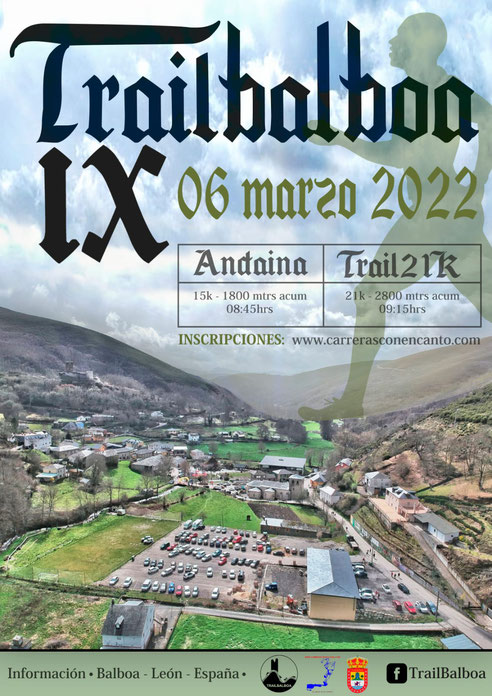 Trailbalboa
IX
06 marzo 2022
Andaina
15k - 1800 mtrs acum
08:45hrs
Trail21K
21k - 2800 mtrs acum
09:15hrs
INSCRIPCIONES: www.carrerasconencanto.com
Información • Balboa - León - España •
TRAILBALBOA
TrailBalboa